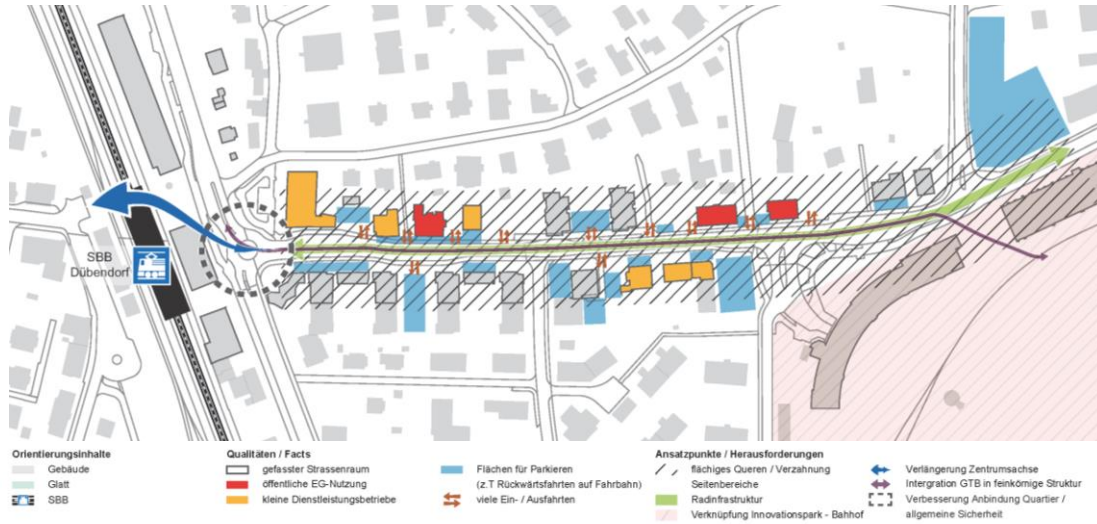 SBB
Dübendorf
Orientierungsinhalte
Gebäude
Glatt
SBB
Qualitäten / Facts
gefasster Strassenraum
öffentliche EG-Nutzung
kleine Dienstleistungsbetriebe
Flächen für Parkieren
(z.T Rückwärtsfahrten auf Fahrbahn)
viele Ein- / Ausfahrten
Ansatzpunkte / Herausforderungen
flächiges Queren / Verzahnung
Seitenbereiche
Radinfrastruktur
Verknüpfung Innovationspark - Bahnhof
Verlängerung Zentrumsachse
Intergration GTB in feinkörnige Struktur
Verbesserung Anbindung Quartier /
allgemeine Sicherheit